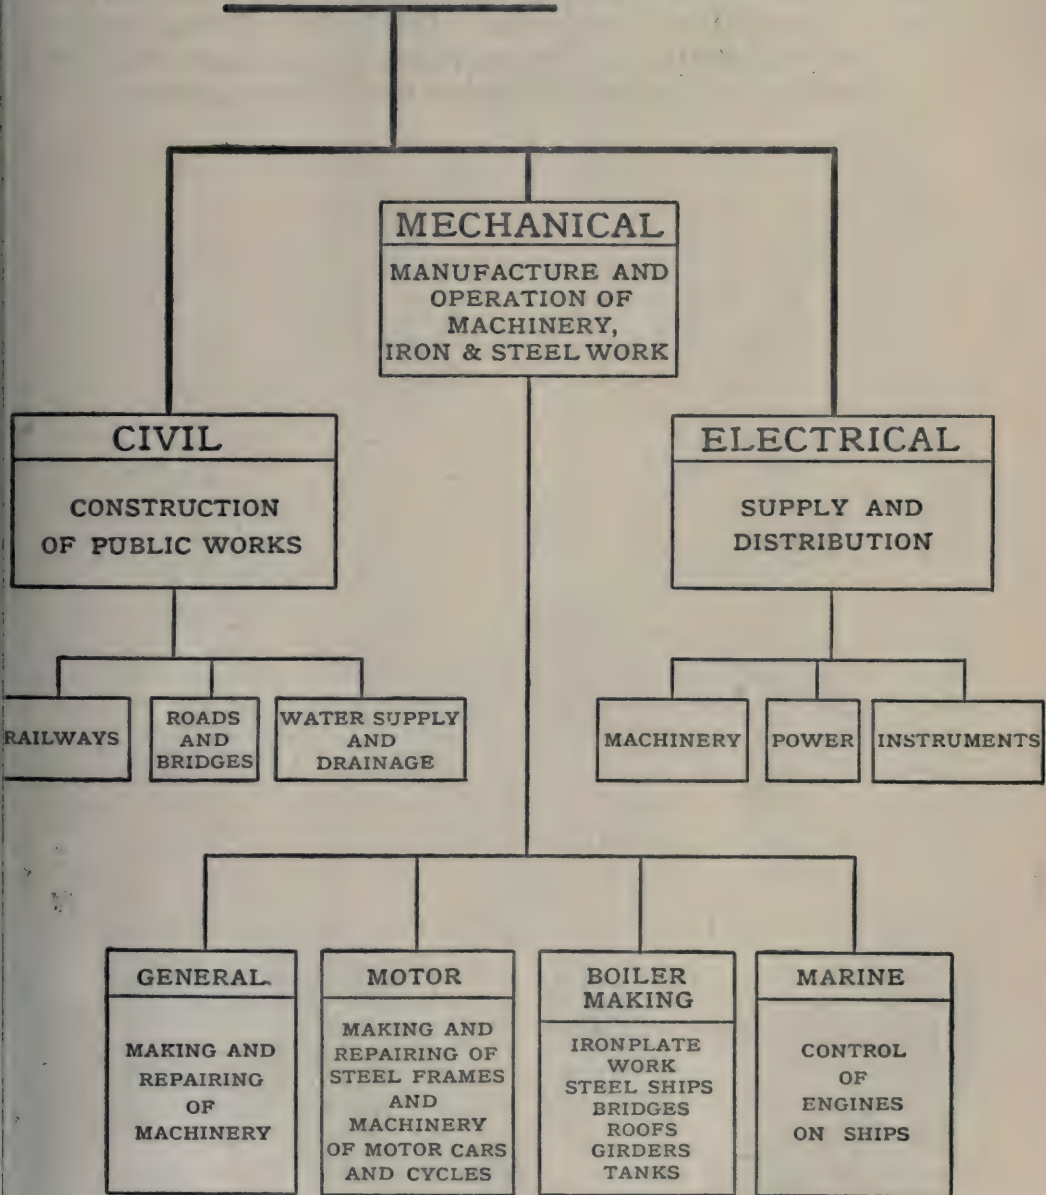 MECHANICAL
MANUFACTURE AND
OPERATION OF
MACHINERY,
IRON & STEEL WORK
CIVIL
CONSTRUCTION
OF PUBLIC WORKS
ELECTRICAL
SUPPLY AND
DISTRIBUTION
RAILWAYS
ROADS
AND
BRIDGES
WATER SUPPLY
AND
DRAINAGE
MACHINERY
POWER
INSTRUMENTS
GENERAL
MAKING AND
REPAIRING
OF
MACHINERY
MOTOR
MAKING AND
REPAIRING OF
STEEL FRAMES
AND
MACHINERY
OF MOTOR CARS
AND CYCLES
BOILER
MAKING
IRONPLATE
WORK
STEEL SHIPS
BRIDGES
ROOFS
GIRDERS
TANKS
MARINE
CONTROL
OF
ENGINES
ON SHIPS